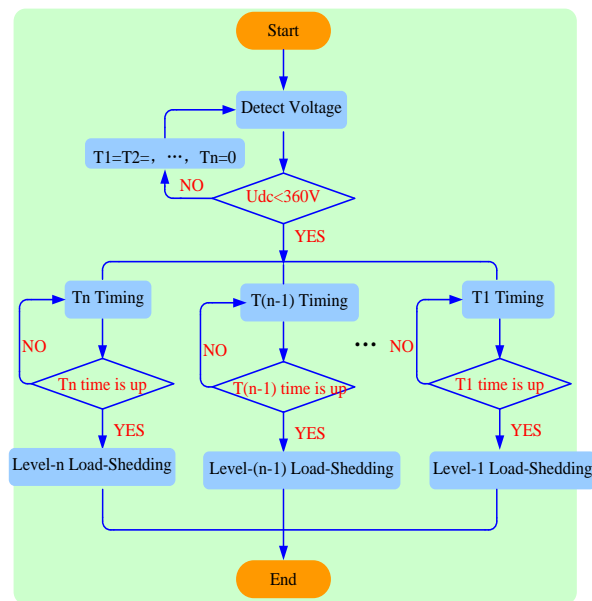 Start
Detect Voltage
T1=T2=，…，Tn=0
NO
Udc<360V
YES
Tn Timing
T(n-1) Timing
T1 Timing
NO
NO
…
NO
Tn time is up
T(n-1) time is up
T1 time is up
YES
YES
YES
Level-n Load-Shedding
Level-(n-1) Load-Shedding
Level-1 Load-Shedding
End